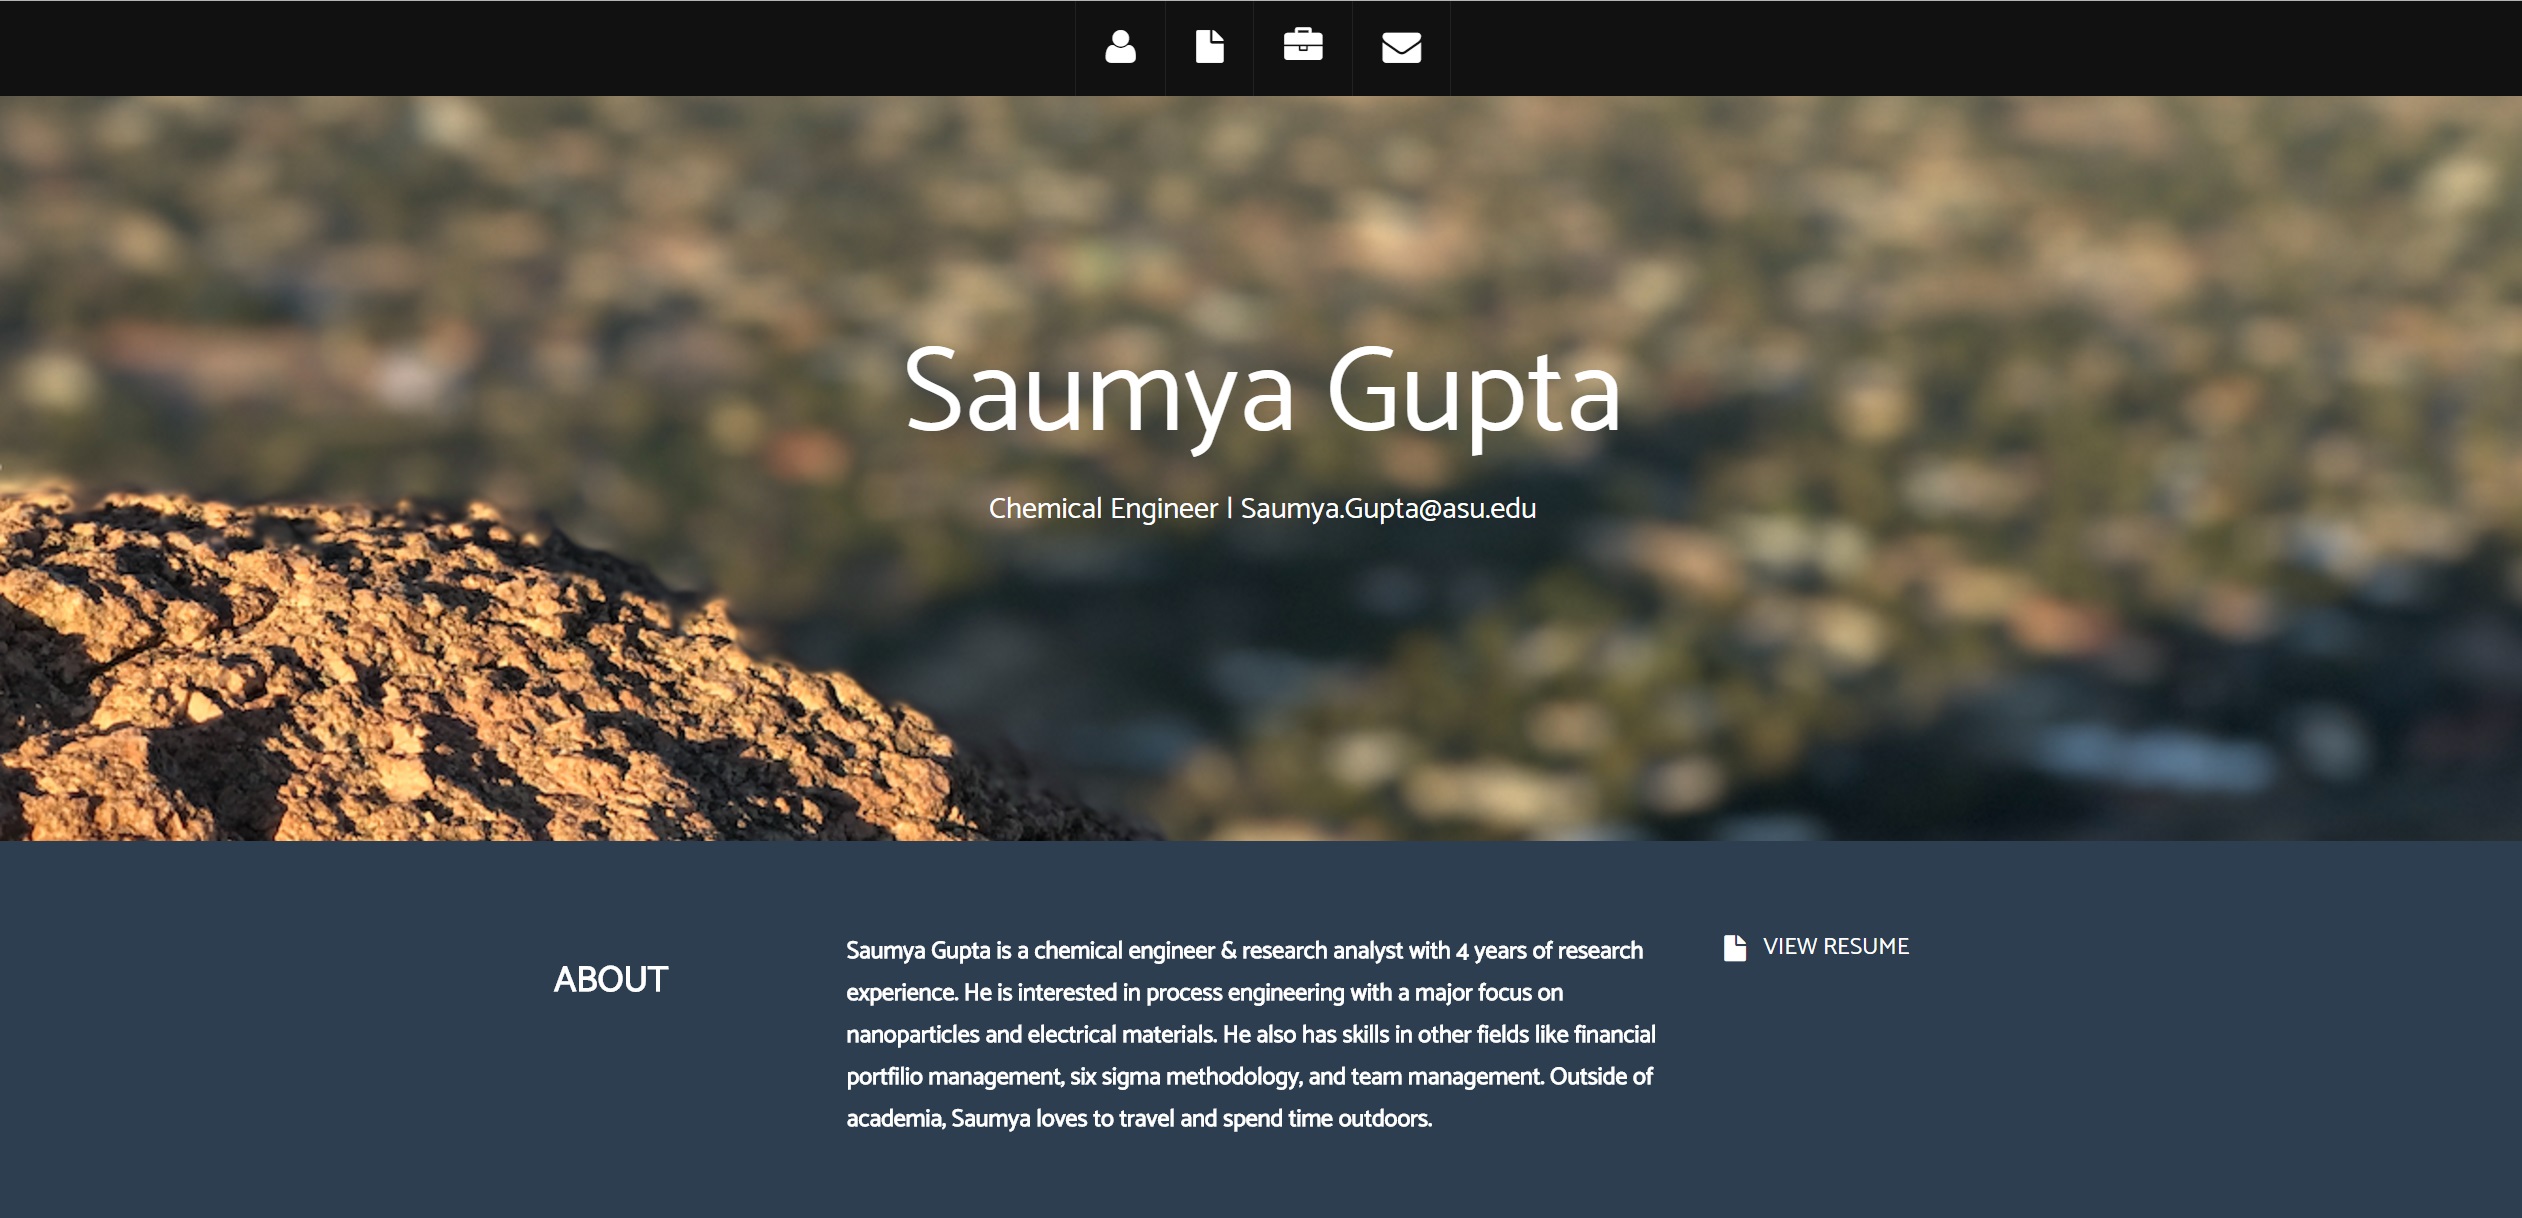 Saumya Gupta
Chemical Engineer | Saumya.Gupta@asu.edu
ABOUT
Saumya Gupta is a chemical engineer & research analyst with 4 years of research
experience. He is interested in process engineering with a major focus on
nanoparticles and electrical materials. He also has skills in other fields like financial
portfilio management, six sigma methodology, and team management. Outside of
academia, Saumya loves to travel and spend time outdoors.
VIEW RESUME